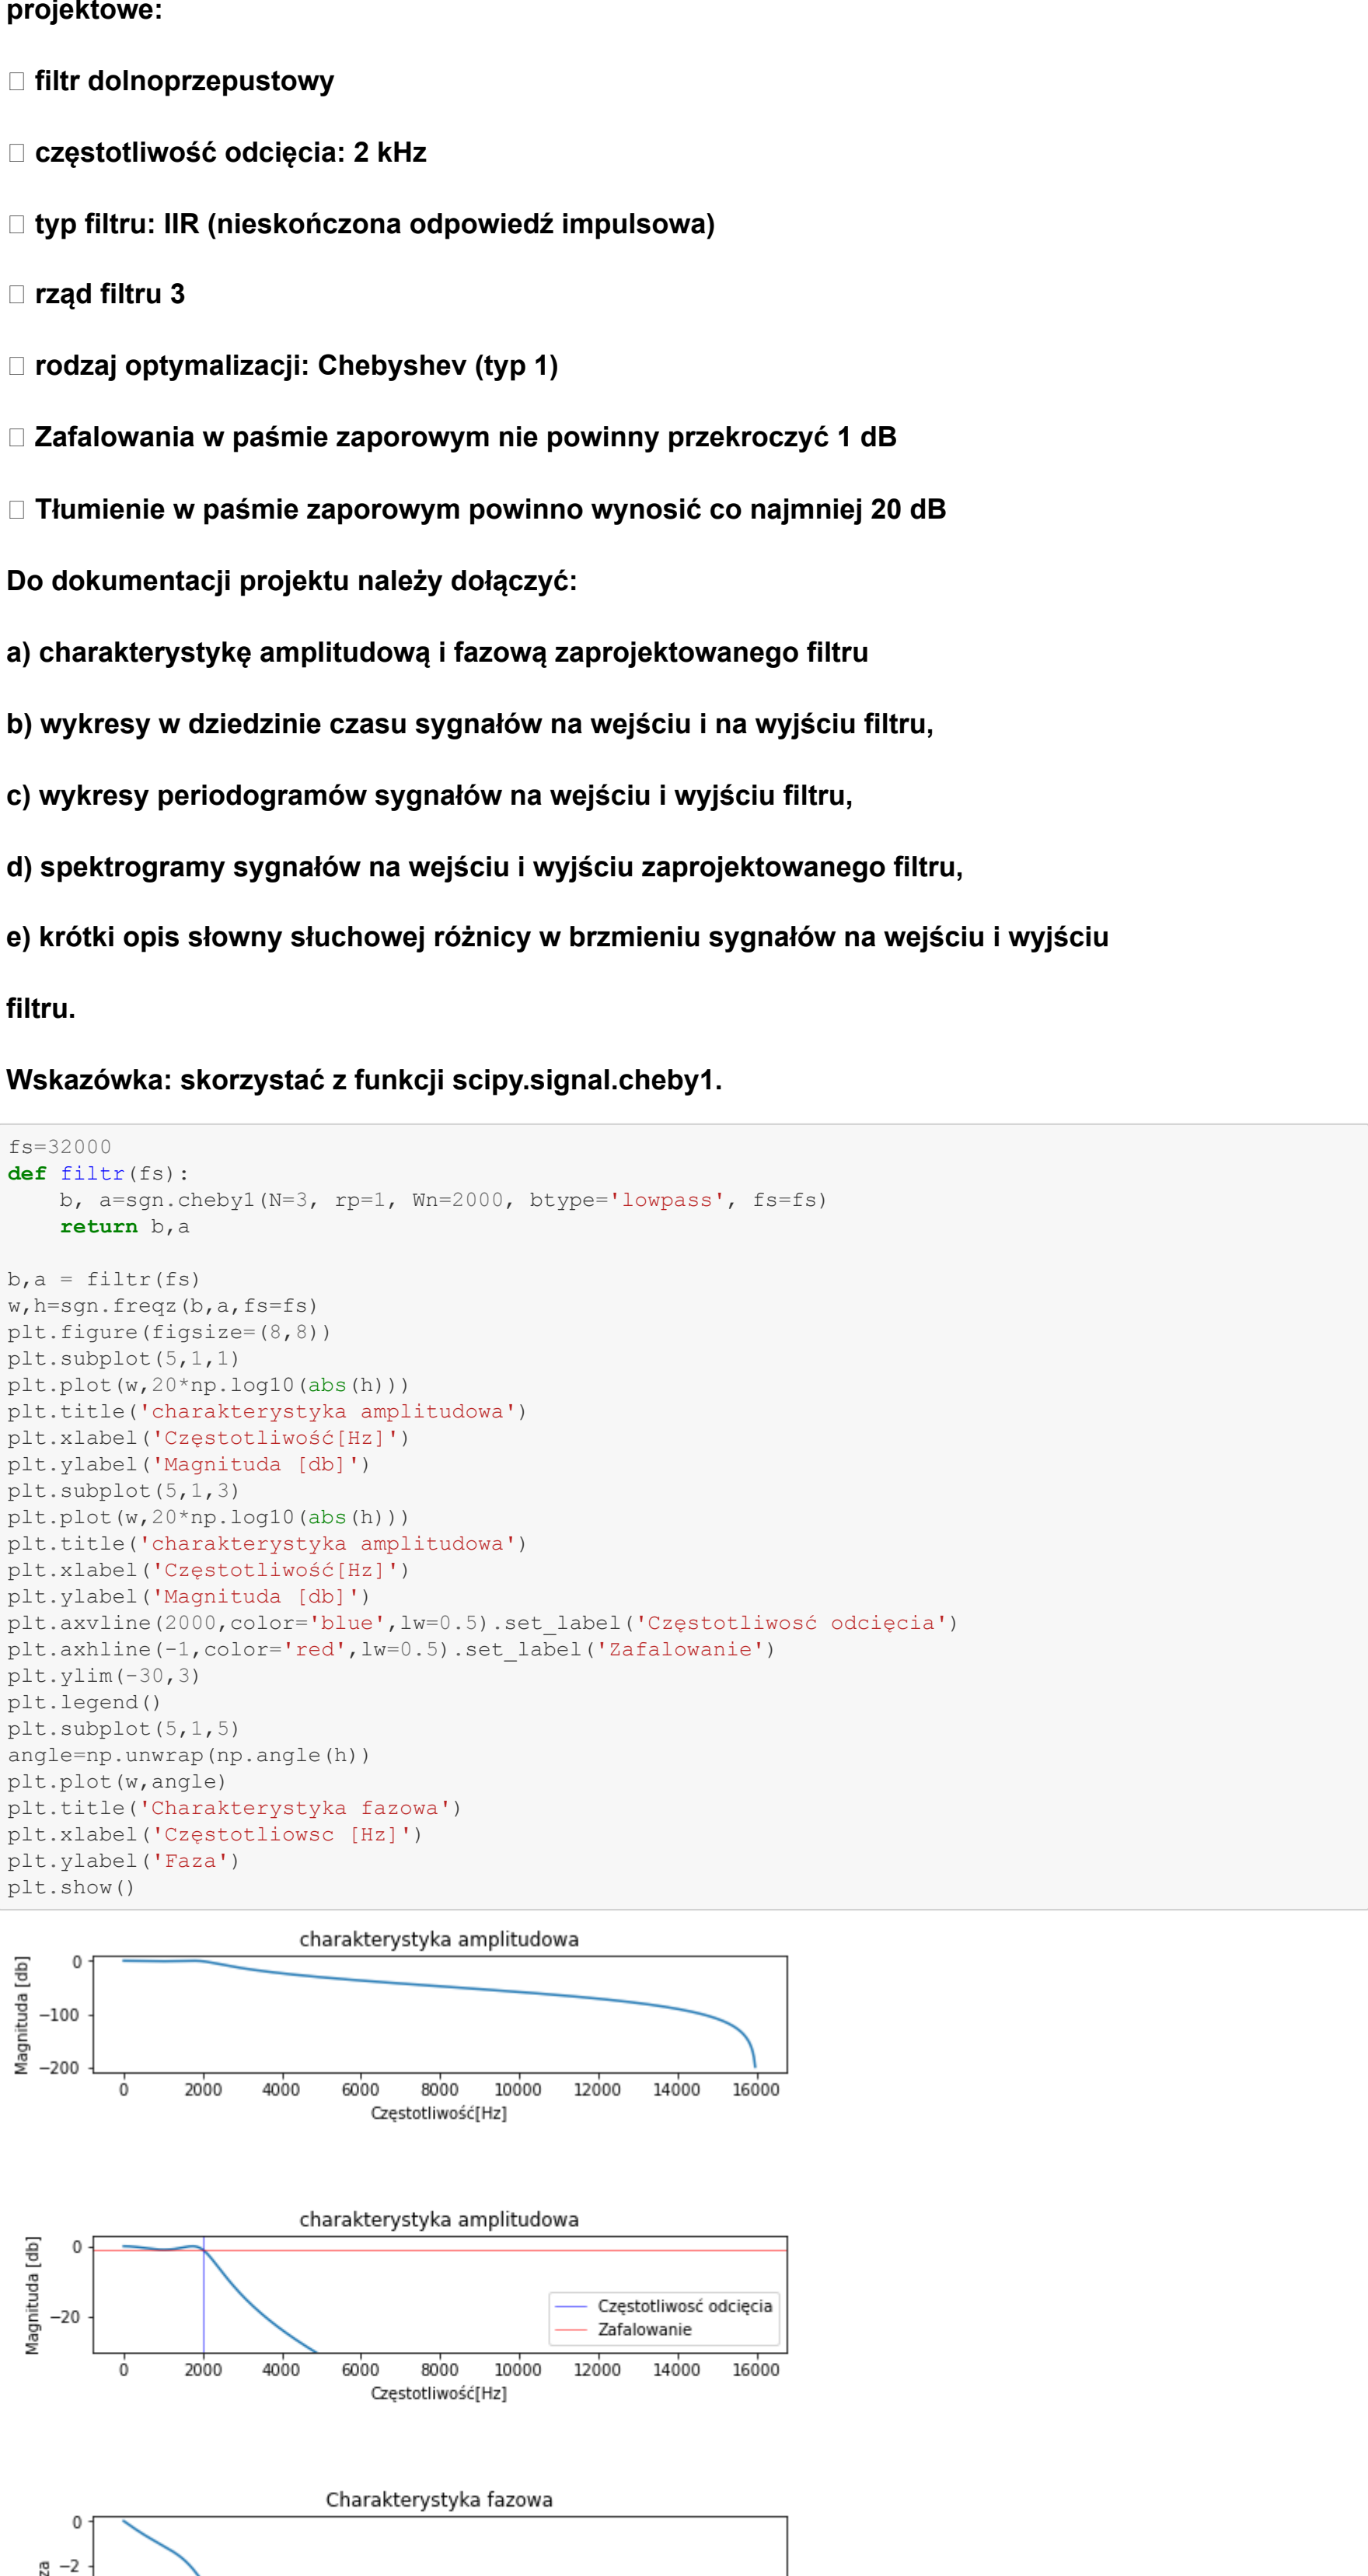 projektowe:
□ filtr dolnoprzepustowy
□ częstotliwość odcięcia: 2 kHz
□ typ filtru: IIR (nieskończona odpowiedź impulsowa)
□ rząd filtru 3
□ rodzaj optymalizacji: Chebyshev (typ 1)
□ Zafalowania w paśmie zaporowym nie powinny przekroczyć 1 dB
□ Tłumienie w paśmie zaporowym powinno wynosić co najmniej 20 dB
Do dokumentacji projektu należy dołączyć:
a) charakterystykę amplitudową i fazową zaprojektowanego filtru
b) wykresy w dziedzinie czasu sygnałów na wejściu i na wyjściu filtru,
c) wykresy periodogramów sygnałów na wejściu i wyjściu filtru,
d) spektrogramy sygnałów na wejściu i wyjściu zaprojektowanego filtru,
e) krótki opis słowny słuchowej różnicy w brzmieniu sygnałów na wejściu i wyjściu
filtru.
Wskazówka: skorzystać z funkcji scipy.signal.cheby1.
fs=32000
def filtr(fs):
    b, a=sgn.cheby1(N=3, rp=1, Wn=2000, btype='lowpass', fs=fs)
    return b,a
b,a = filtr(fs)
w,h=sgn.freqz(b,a,fs=fs)
plt.figure(figsize=(8,8))
plt.subplot(5,1,1)
plt.plot(w,20*np.log10(abs(h)))
plt.title('charakterystyka amplitudowa')
plt.xlabel('Częstotliwość[Hz]')
plt.ylabel('Magnituda [db]')
plt.subplot(5,1,3)
plt.plot(w,20*np.log10(abs(h)))
plt.title('charakterystyka amplitudowa')
plt.xlabel('Częstotliwość[Hz]')
plt.ylabel('Magnituda [db]')
plt.axvline(2000,color='blue',lw=0.5).set_label('Częstotliwosć odcięcia')
plt.axhline(-1,color='red',lw=0.5).set_label('Zafalowanie')
plt.ylim(-30,3)
plt.legend()
plt.subplot(5,1,5)
angle=np.unwrap(np.angle(h))
plt.plot(w,angle)
plt.title('Charakterystyka fazowa')
plt.xlabel('Częstotliowsc [Hz]')
plt.ylabel('Faza')
plt.show()
charakterystyka amplitudowa
Magnituda [db]
0
−100
−200
0 2000 4000 6000 8000 10000 12000 14000 16000
Częstotliwość[Hz]
charakterystyka amplitudowa
Magnituda [db]
0
−20
Częstotliwosć odcięcia
Zafalowanie
0 2000 4000 6000 8000 10000 12000 14000 16000
Częstotliwość[Hz]
Charakterystyka fazowa
0
−2